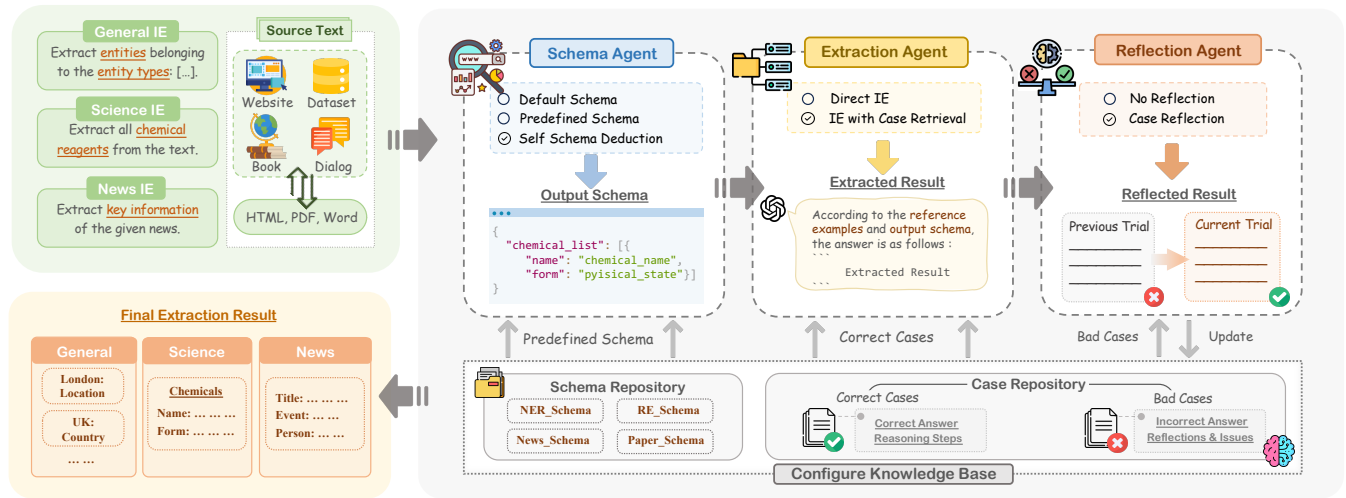 General IE
Extract entities belonging
to the entity types: [...].
Science IE
Extract all chemical
reagents from the text.
News IE
Extract key information
of the given news.
Source Text
Website
Dataset
Book
Dialog
HTML, PDF, Word
Schema Agent
Default Schema
Predefined Schema
Self Schema Deduction
Output Schema
{
"chemical_list": [{
"name": "chemical_name",
"form": "pyisical_state"}]
}
Extraction Agent
Direct IE
IE with Case Retrieval
Extracted Result
According to the reference
examples and output schema,
the answer is as follows :
```
Extracted Result
```
Reflection Agent
No Reflection
Case Reflection
Reflected Result
Previous Trial
Current Trial
Predefined Schema
Correct Cases
Bad Cases
Update
Schema Repository
NER_Schema
RE_Schema
News_Schema
Paper_Schema
Case Repository
Correct Cases
Correct Answer
Reasoning Steps
Bad Cases
Incorrect Answer
Reflections & Issues
Configure Knowledge Base
Final Extraction Result
General
London:
Location
UK:
Country
... ...
Science
Chemicals
Name: ... ... ...
Form: ... ... ...
News
Title: ... ... ...
Event: ... ...
Person: ... ...
WWW